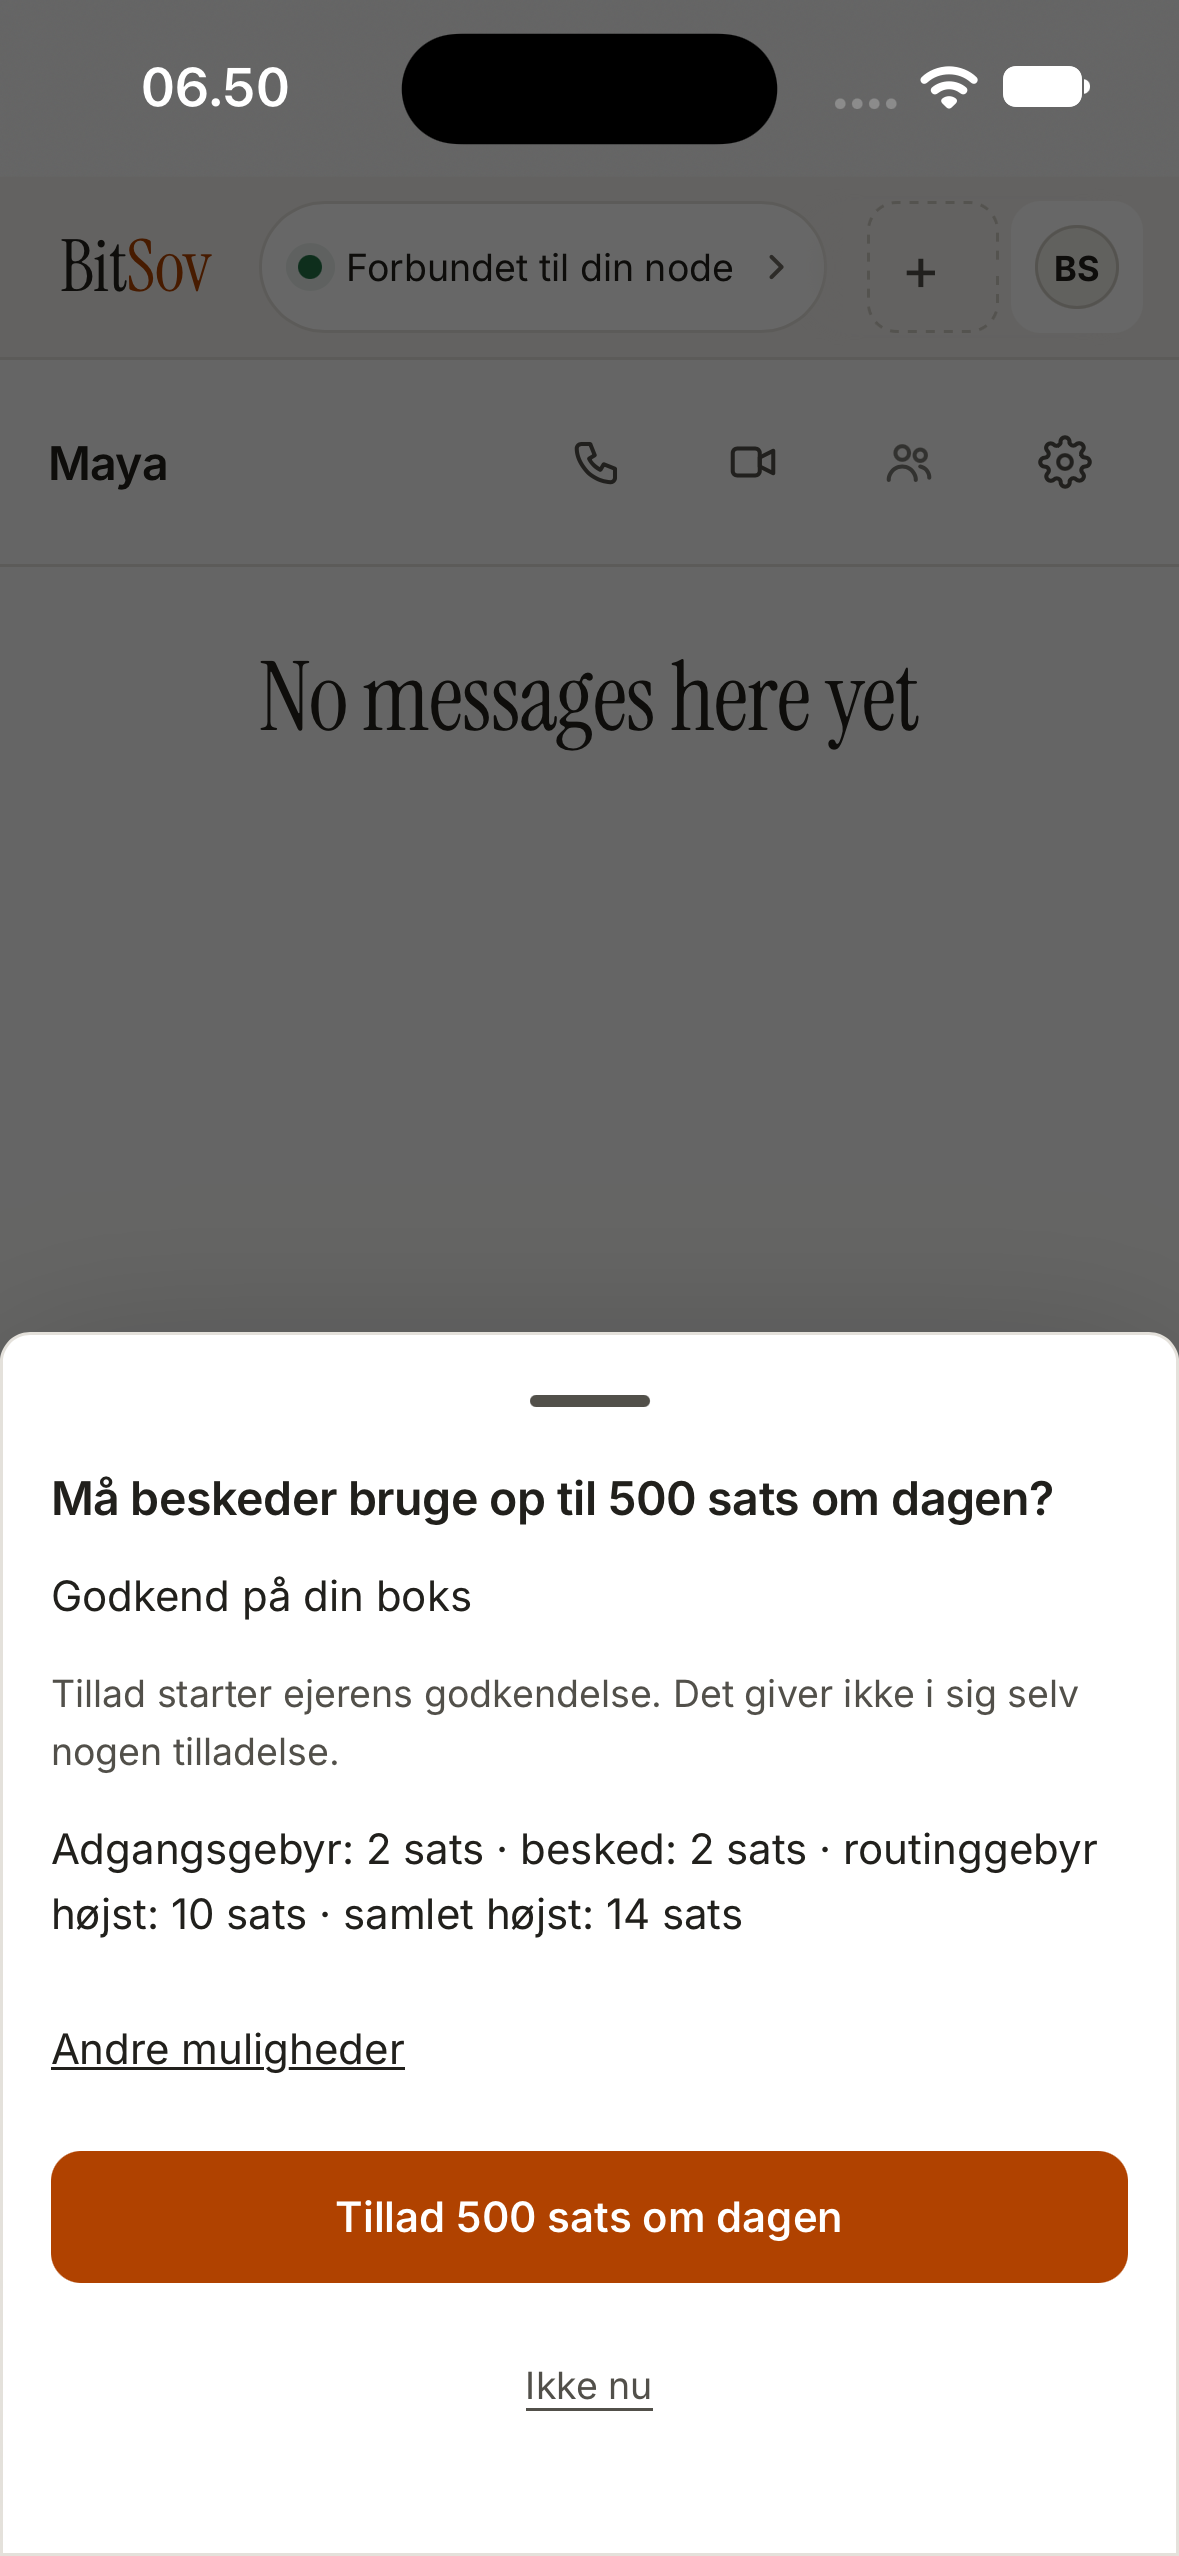 06.50
BitSov
Forbundet til din node
+
BS
Maya
No messages here yet
Må beskeder bruge op til 500 sats om dagen?
Godkend på din boks
Tillad starter ejerens godkendelse. Det giver ikke i sig selv
nogen tilladelse.
Adgangsgebyr: 2 sats · besked: 2 sats · routinggebyr
højst: 10 sats · samlet højst: 14 sats
Andre muligheder
Tillad 500 sats om dagen
Ikke nu